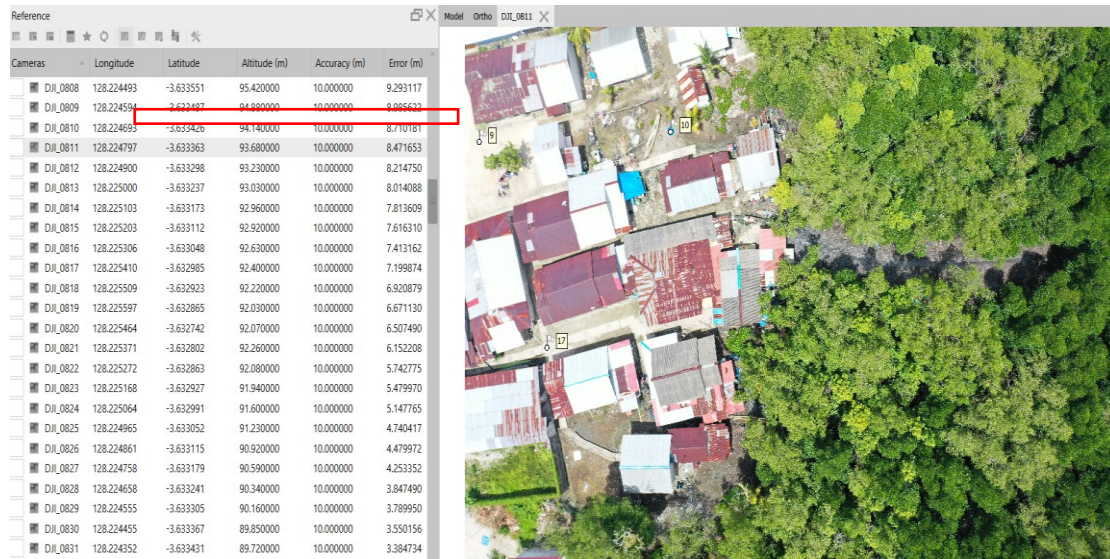 Reference
Model Ortho DJI_0811
Cameras Longitude Latitude Altitude (m) Accuracy (m) Error (m)
DJI_0808 128.224493 -3.633551 95.420000 10.000000 9.293117
DJI_0809 128.224594 -3.633487 94.880000 10.000000 8.985623
DJI_0810 128.224693 -3.633426 94.140000 10.000000 8.710181
DJI_0811 128.224797 -3.633363 93.680000 10.000000 8.471653
DJI_0812 128.224900 -3.633298 93.230000 10.000000 8.214750
DJI_0813 128.225000 -3.633237 93.030000 10.000000 8.014088
DJI_0814 128.225103 -3.633173 92.960000 10.000000 7.813609
DJI_0815 128.225203 -3.633112 92.920000 10.000000 7.616310
DJI_0816 128.225306 -3.633048 92.630000 10.000000 7.413162
DJI_0817 128.225410 -3.632985 92.400000 10.000000 7.199874
DJI_0818 128.225509 -3.632923 92.220000 10.000000 6.920879
DJI_0819 128.225597 -3.632865 92.030000 10.000000 6.671130
DJI_0820 128.225464 -3.632742 92.070000 10.000000 6.507490
DJI_0821 128.225371 -3.632802 92.260000 10.000000 6.152208
DJI_0822 128.225272 -3.632863 92.080000 10.000000 5.742775
DJI_0823 128.225168 -3.632927 91.940000 10.000000 5.479970
DJI_0824 128.225064 -3.632991 91.600000 10.000000 5.147765
DJI_0825 128.224965 -3.633052 91.230000 10.000000 4.740417
DJI_0826 128.224861 -3.633115 90.920000 10.000000 4.479972
DJI_0827 128.224758 -3.633179 90.590000 10.000000 4.253352
DJI_0828 128.224658 -3.633241 90.340000 10.000000 3.847490
DJI_0829 128.224555 -3.633305 90.160000 10.000000 3.789950
DJI_0830 128.224455 -3.633367 89.850000 10.000000 3.550156
DJI_0831 128.224352 -3.633431 89.720000 10.000000 3.384734
10
9
17